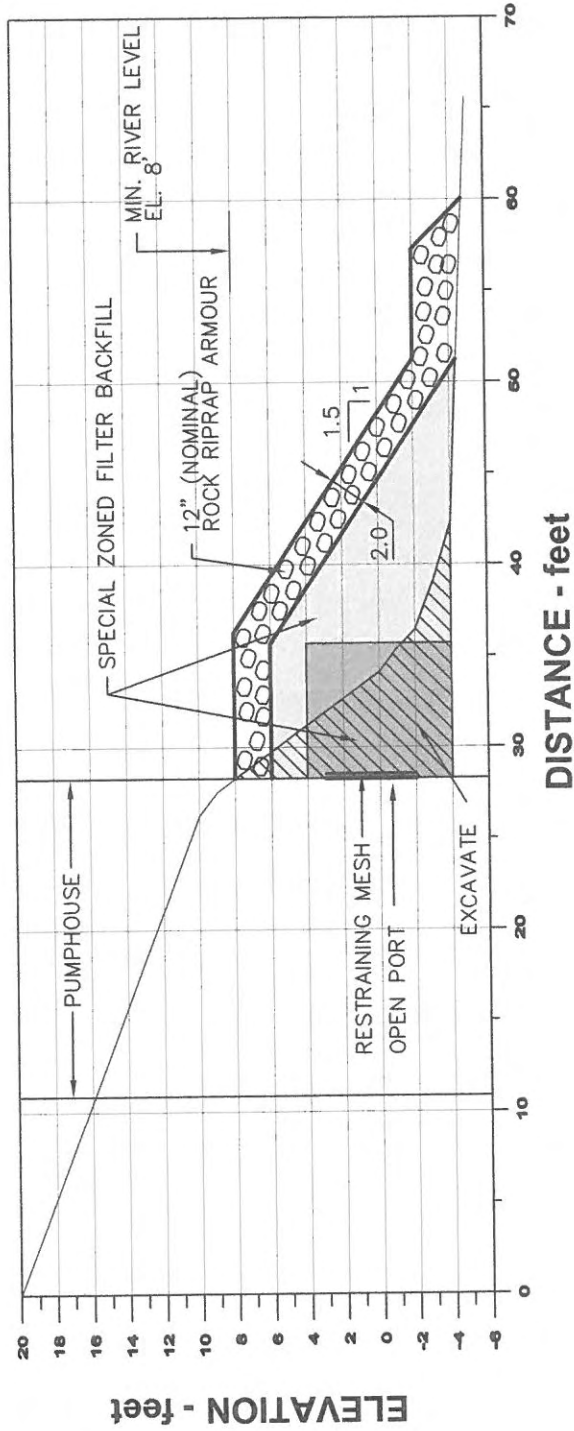 ELEVATION - feet
20
18
16
14
12
10
8
6
4
2
0
-2
-4
-6
PUMPHOUSE
SPECIAL ZONED FILTER BACKFILL
12" (NOMINAL)
ROCK RIPRAP ARMOUR
MIN. RIVER LEVEL
EL. 8'
1.5
1
2.0
RESTRAINING MESH
OPEN PORT
EXCAVATE
0
10
20
30
40
50
60
70
DISTANCE - feet